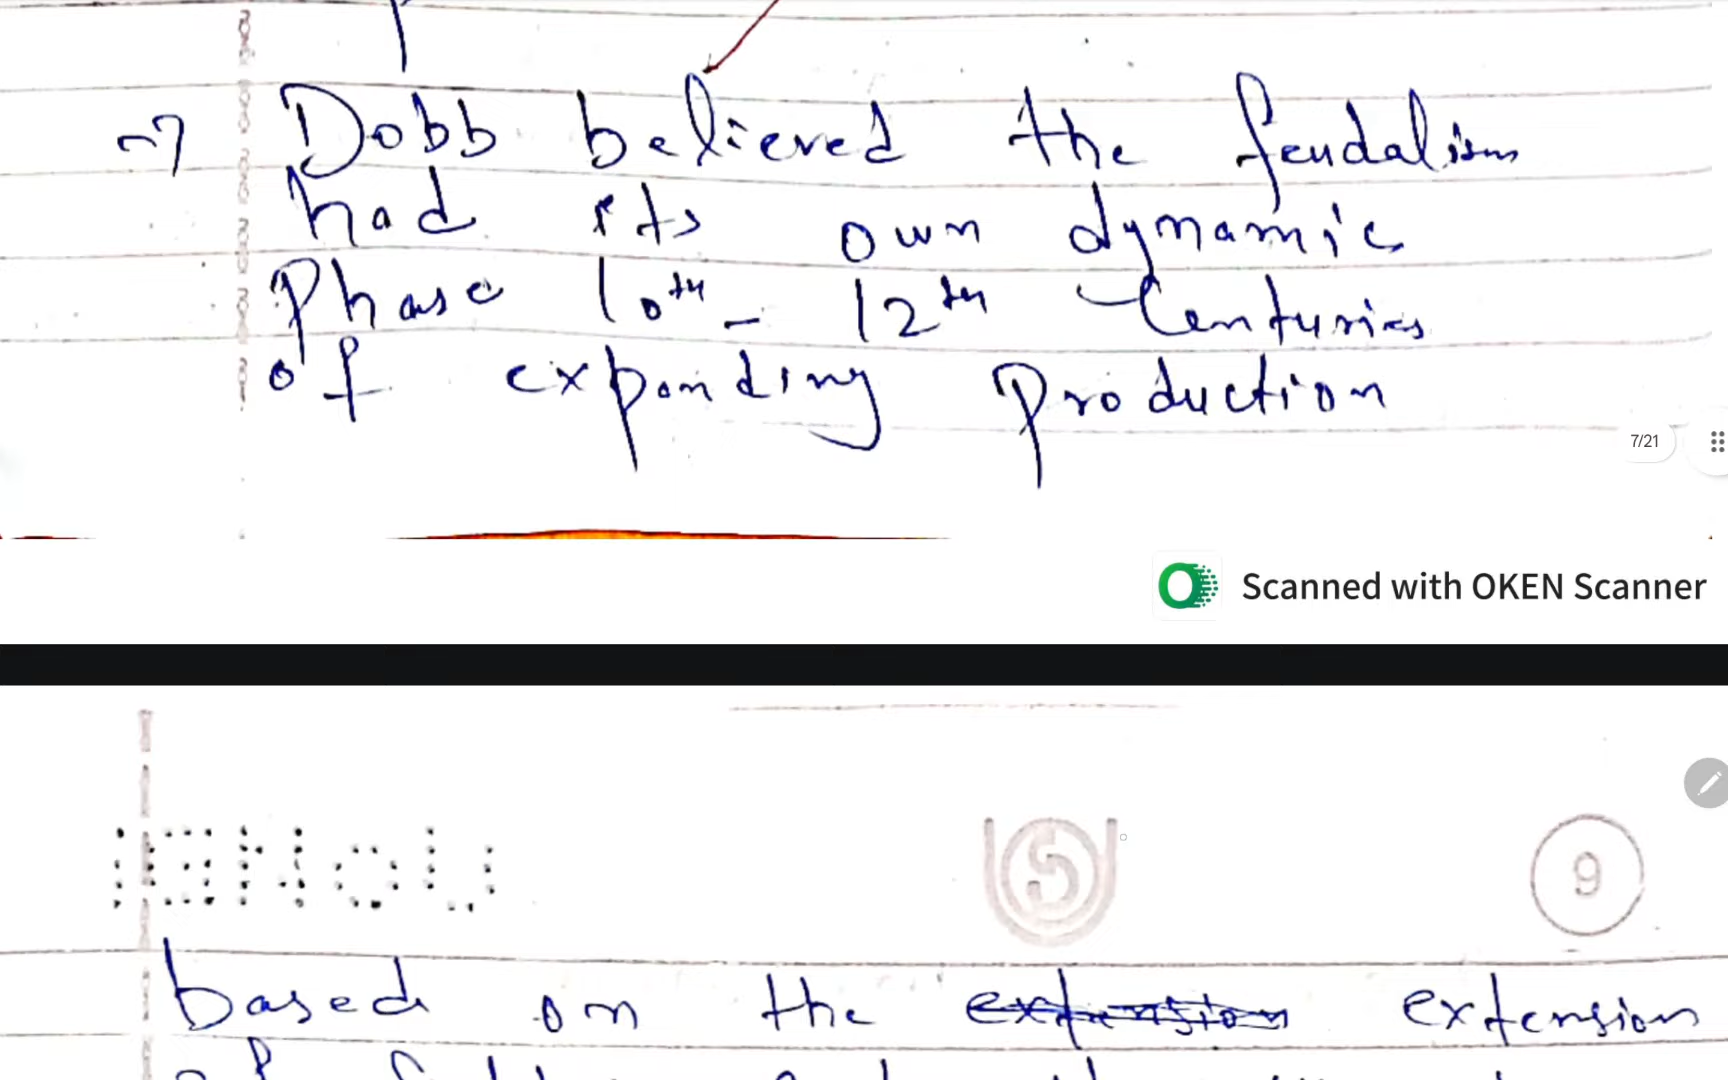 → Dobb believed the feudalism
had its own dynamic
Phase 10th - 12th Centuries
of expanding Production
7/21
Scanned with OKEN Scanner
IGNOU
9
based on the extension extension
of